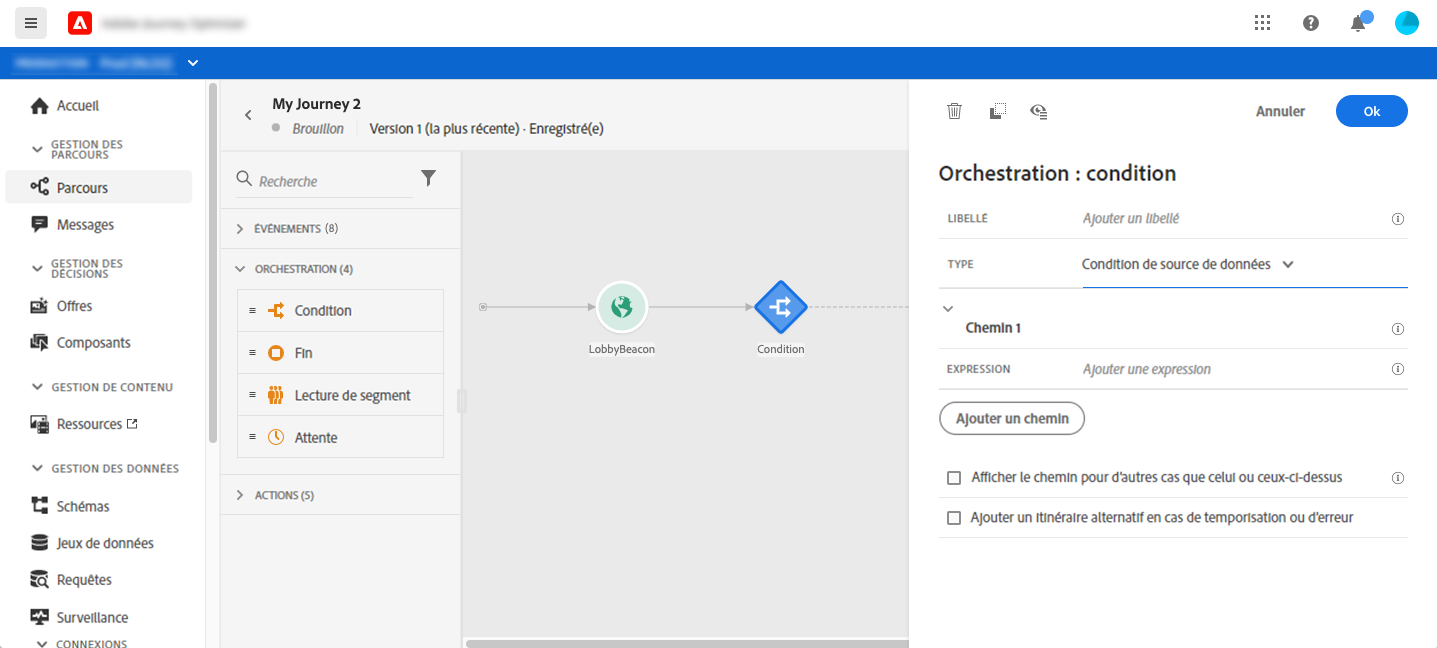 My Journey 2
Brouillon
Version 1 (la plus récente) · Enregistré(e)
Accueil
GESTION DES
PARCOURS
Parcours
Messages
GESTION DES
DÉCISIONS
Offres
Composants
GESTION DE CONTENU
Ressources
GESTION DES DONNÉES
Schémas
Jeux de données
Requêtes
Surveillance
CONNEXIONS
Recherche
ÉVÉNEMENTS (8)
ORCHESTRATION (4)
Condition
Fin
Lecture de segment
Attente
ACTIONS (5)
LobbyBeacon
Condition
Annuler
Ok
Orchestration : condition
LIBELLÉ
Ajouter un libellé
TYPE
Condition de source de données
Chemin 1
EXPRESSION
Ajouter une expression
Ajouter un chemin
Afficher le chemin pour d'autres cas que celui ou ceux-ci-dessus
Ajouter un itinéraire alternatif en cas de temporisation ou d'erreur